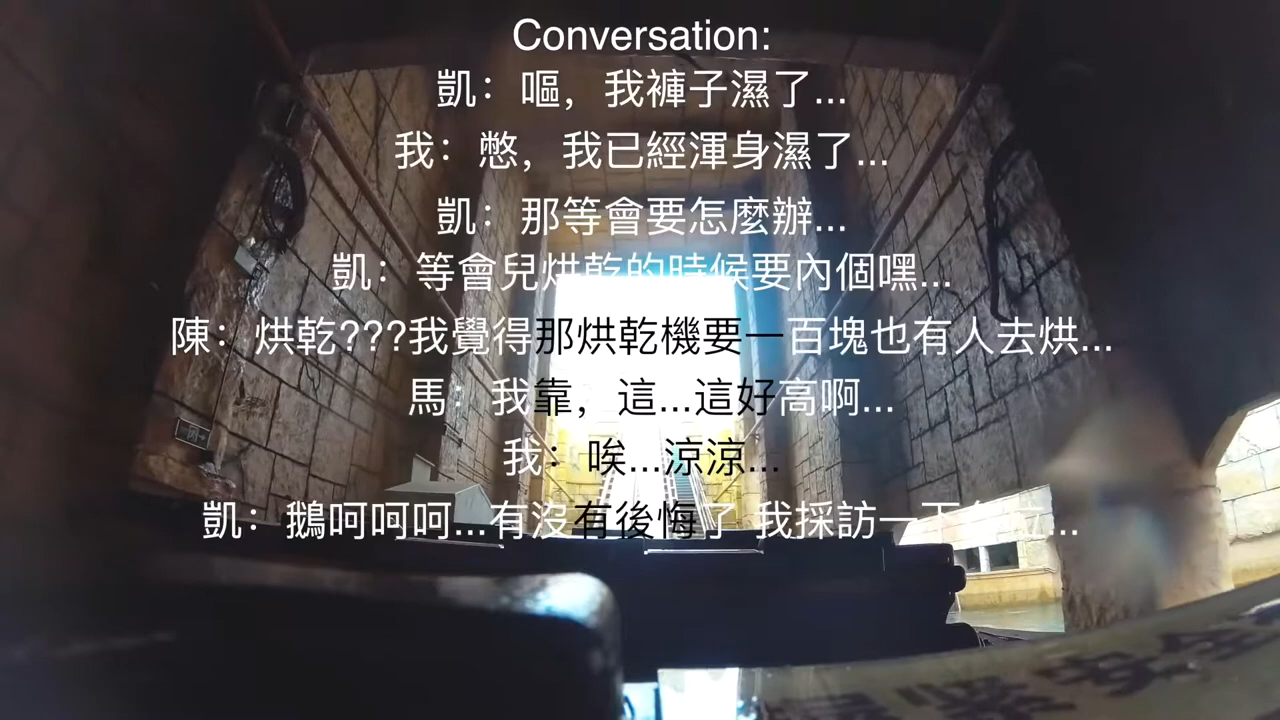 Conversation:
凱：嘔，我褲子濕了...
我：憋，我已經渾身濕了...
凱：那等會要怎麼辦...
凱：等會兒烘乾的時候要內個嘿...
陳：烘乾???我覺得那烘乾機要一百塊也有人去烘...
馬：我靠，這...這好高啊...
我：唉...涼涼...
凱：鵝呵呵呵...有沒有後悔了 我採訪一下
緊安全